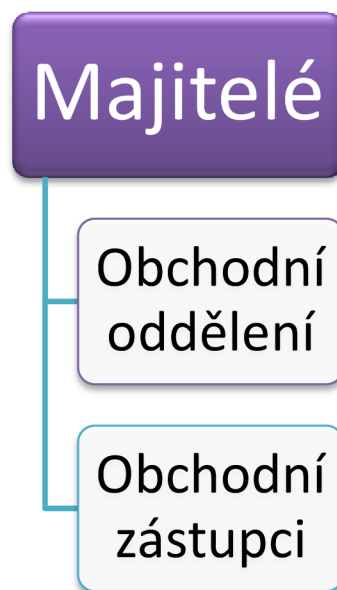 Majitelé
Obchodní
oddělení
Obchodní
zástupci